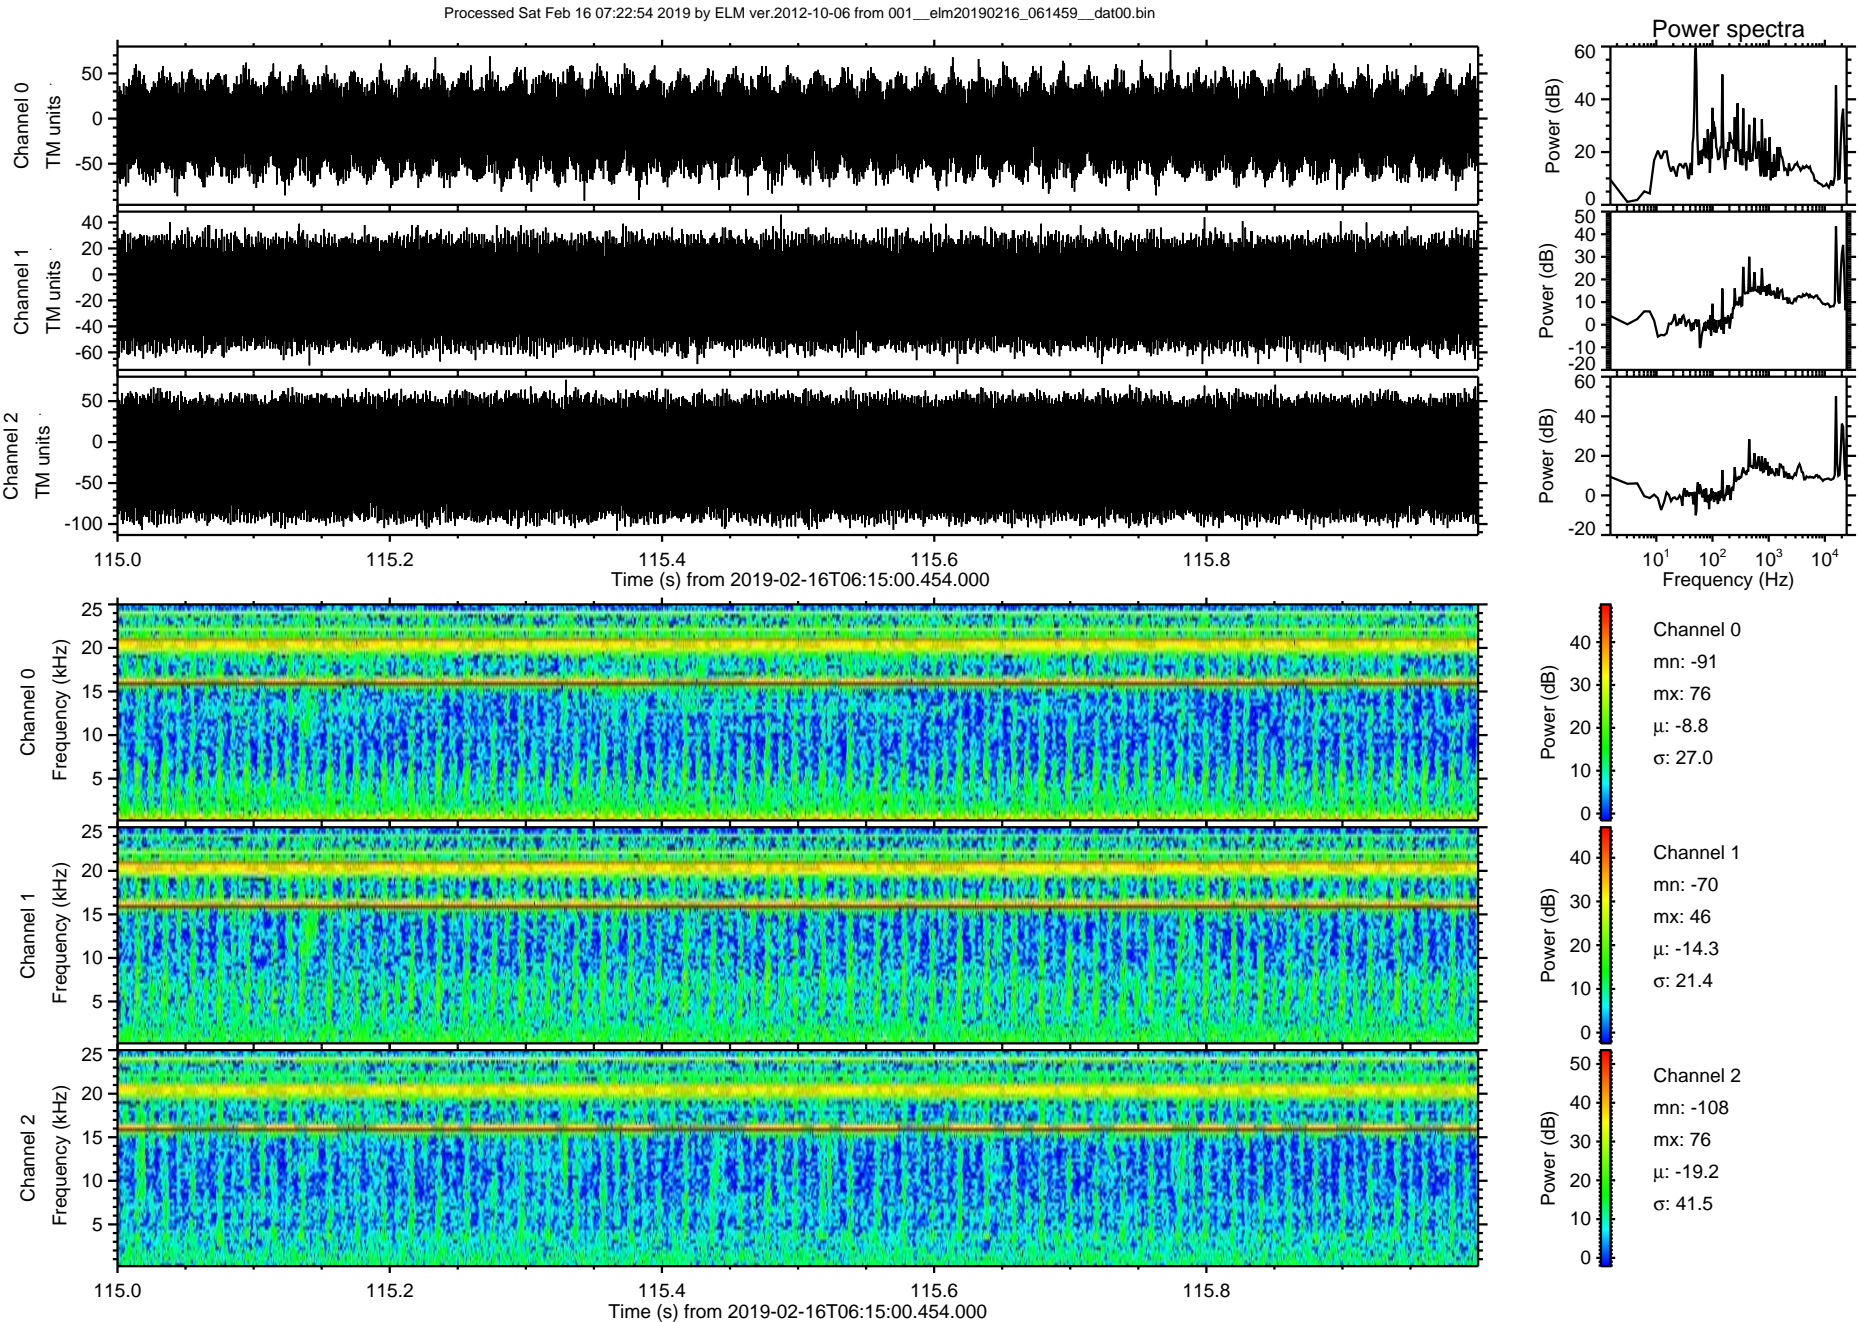 Processed Sat Feb 16 07:22:54 2019 by ELM ver.2012-10-06 from 001__elm20190216_061459__dat00.bin
Power spectra
Channel 0
TM units
50
0
-50
Power (dB)
60
40
20
0
Channel 1
TM units
40
20
0
-20
-40
-60
Power (dB)
50
40
30
20
10
0
-10
-20
Channel 2
TM units
50
0
-50
-100
Power (dB)
60
40
20
0
-20
115.0 115.2 115.4 115.6 115.8
Time (s) from 2019-02-16T06:15:00.454.000
10¹ 10² 10³ 10⁴
Frequency (Hz)
Channel 0
Frequency (kHz)
25
20
15
10
5
Power (dB)
40
30
20
10
0
Channel 0
mn: -91
mx: 76
μ: -8.8
σ: 27.0
Channel 1
Frequency (kHz)
25
20
15
10
5
Power (dB)
40
30
20
10
0
Channel 1
mn: -70
mx: 46
μ: -14.3
σ: 21.4
Channel 2
Frequency (kHz)
25
20
15
10
5
Power (dB)
50
40
30
20
10
0
Channel 2
mn: -108
mx: 76
μ: -19.2
σ: 41.5
115.0 115.2 115.4 115.6 115.8
Time (s) from 2019-02-16T06:15:00.454.000